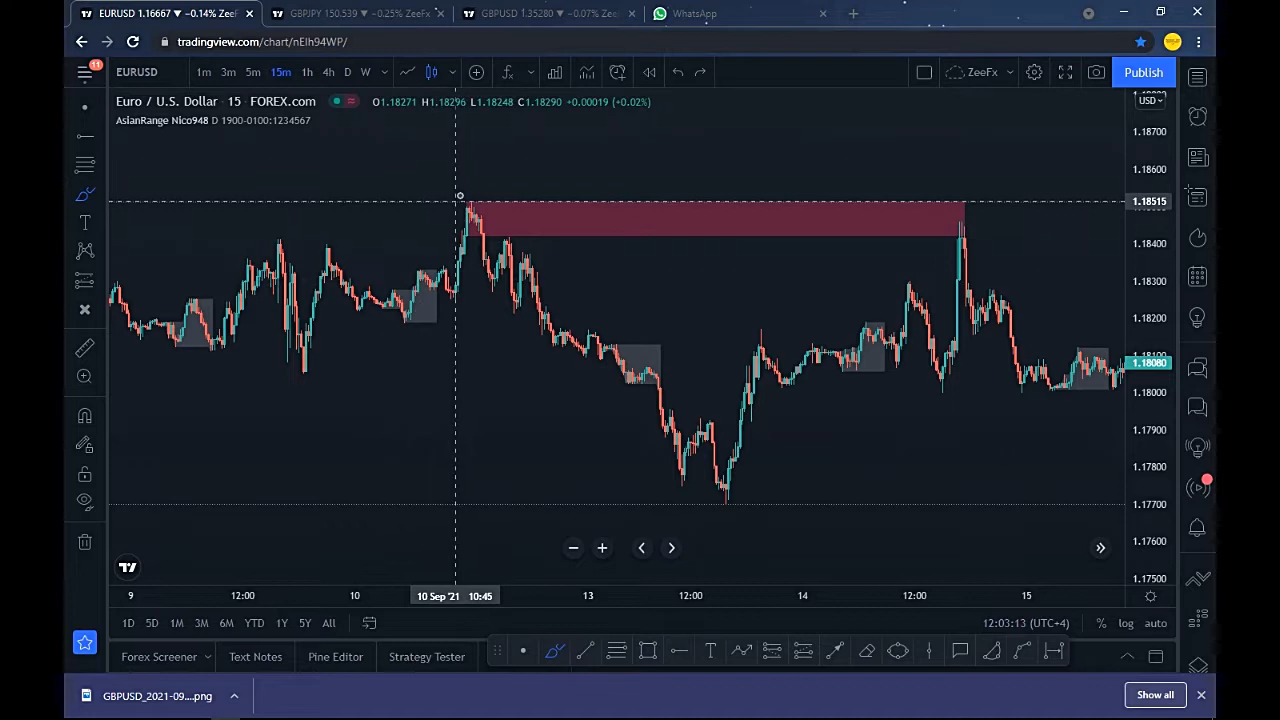 EURUSD 1.16667 ▼ −0.14% ZeeF
GBPJPY 150.539 ▼ −0.25% ZeeFx
GBPUSD 1.35280 ▼ −0.07% Zee
WhatsApp
tradingview.com/chart/nEIh94WP/
11
EURUSD
1m 3m 5m 15m 1h 4h D W
ZeeFx
Publish
Euro / U.S. Dollar · 15 · FOREX.com
O1.18271 H1.18296 L1.18248 C1.18290 +0.00019 (+0.02%)
USD
AsianRange Nico948 D 1900-0100:1234567
1.18700
1.18600
1.18515
1.18400
1.18300
1.18200
1.18080
1.18000
1.17900
1.17800
1.17700
1.17600
1.17500
9 12:00 10 10 Sep '21 10:45 13 12:00 14 12:00 15
1D 5D 1M 3M 6M YTD 1Y 5Y All
12:03:13 (UTC+4) % log auto
Forex Screener Text Notes Pine Editor Strategy Tester
GBPUSD_2021-09....png
Show all